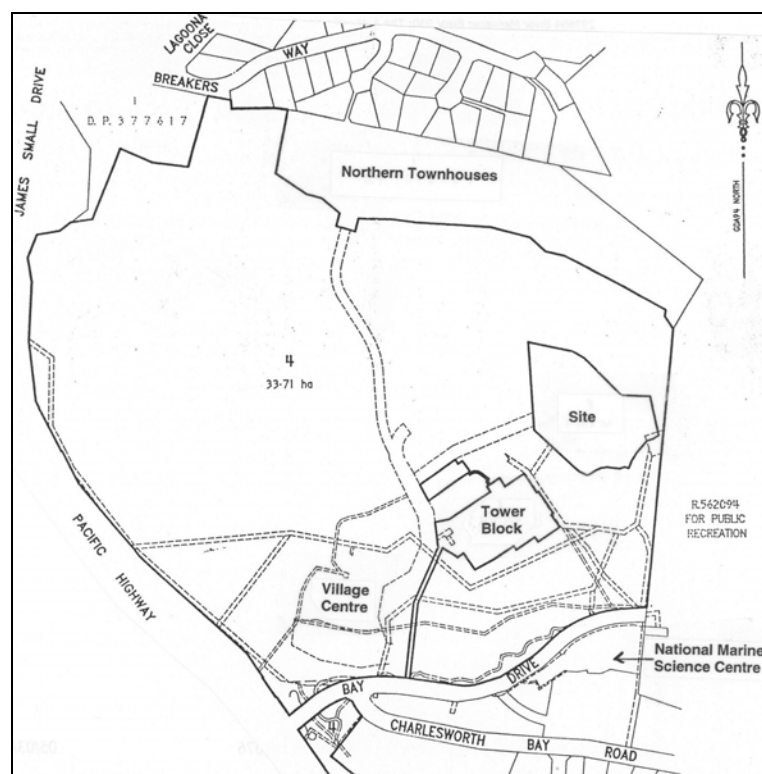 LAGOONA
CLOSE
BREAKERS
WAY
JAMES SMALL DRIVE
1
D.P. 377617
Northern Townhouses
GDA94 NORTH
4
33·71 ha
Site
R.562094
FOR PUBLIC
RECREATION
Tower
Block
PACIFIC HIGHWAY
Village
Centre
National Marine
Science Centre
BAY
DRIVE
CHARLESWORTH BAY ROAD
4